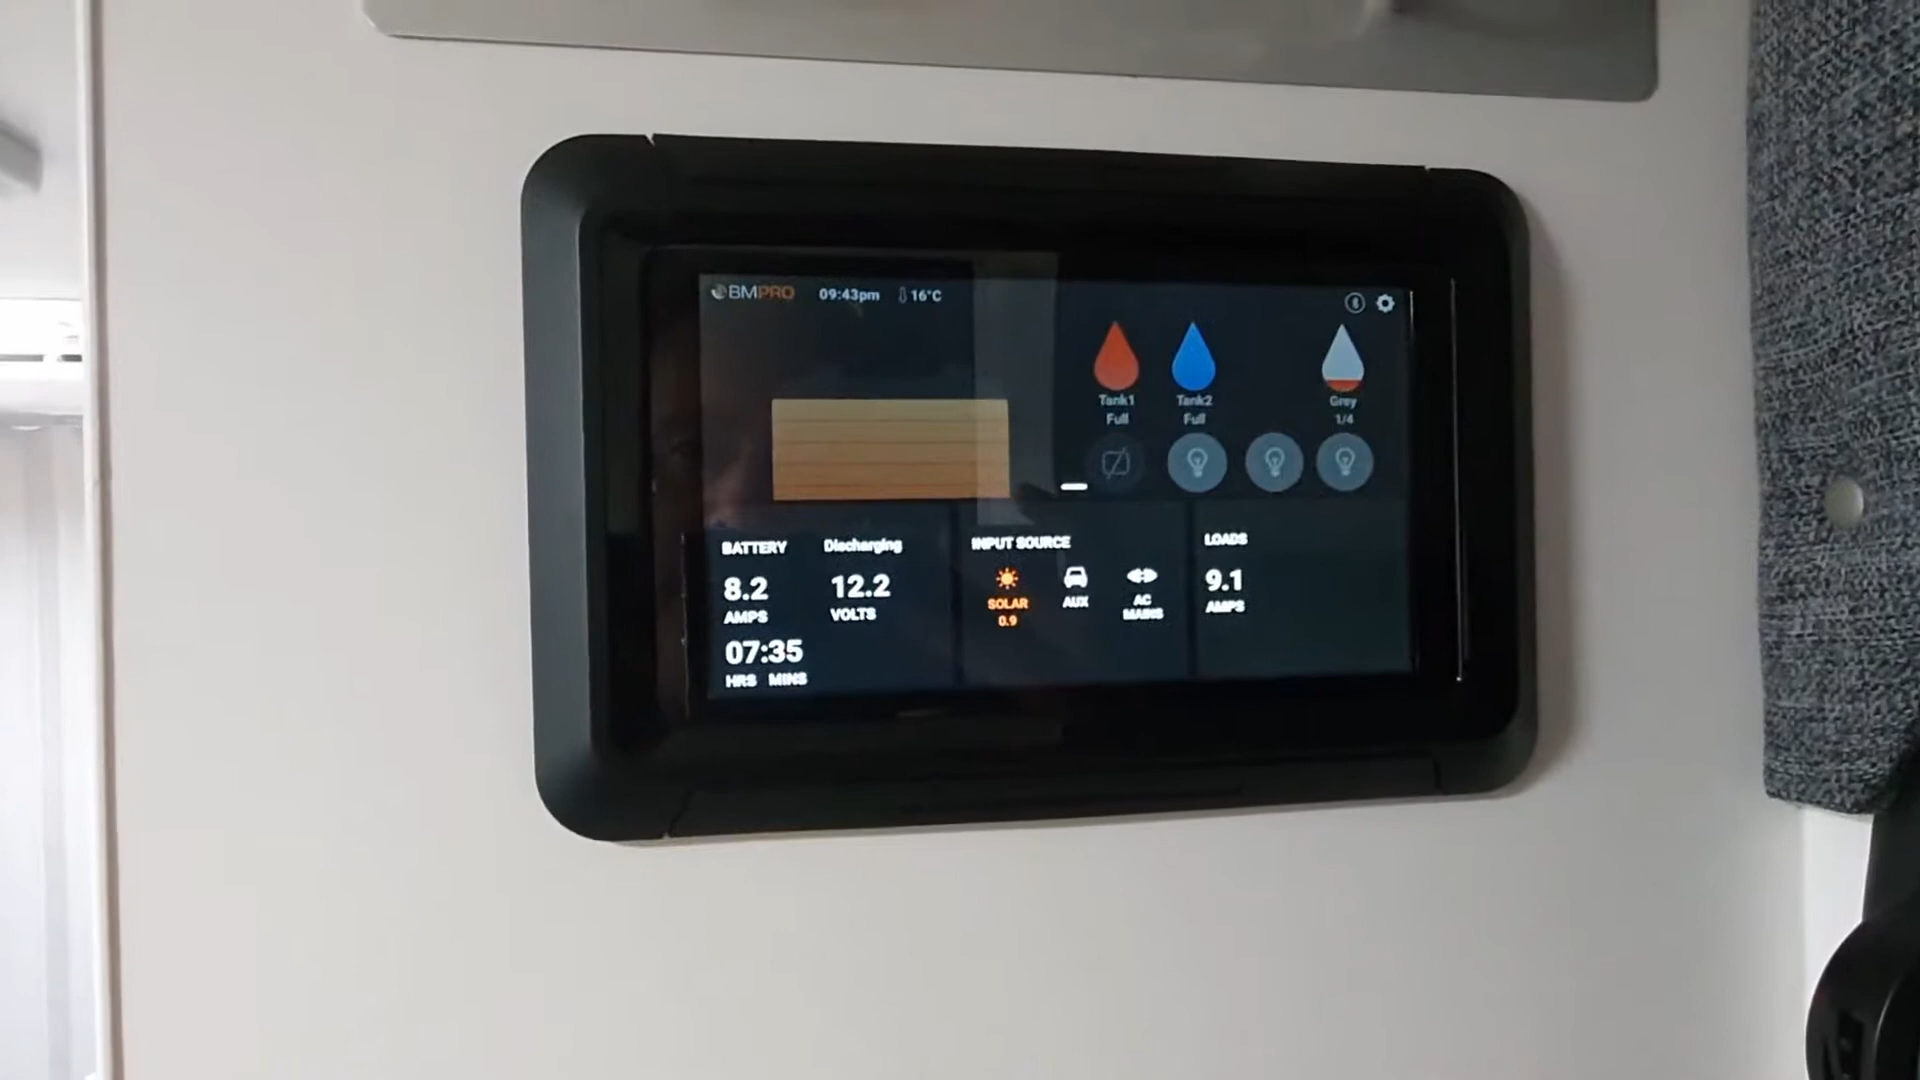 BMPRO 09:43pm 16°C
Tank1 Tank2 Grey
Full Full 1/4
BATTERY Discharging
8.2 12.2
AMPS VOLTS
07:35
HRS MINS
INPUT SOURCE
SOLAR AUX AC MAINS
0.9
LOADS
9.1
AMPS